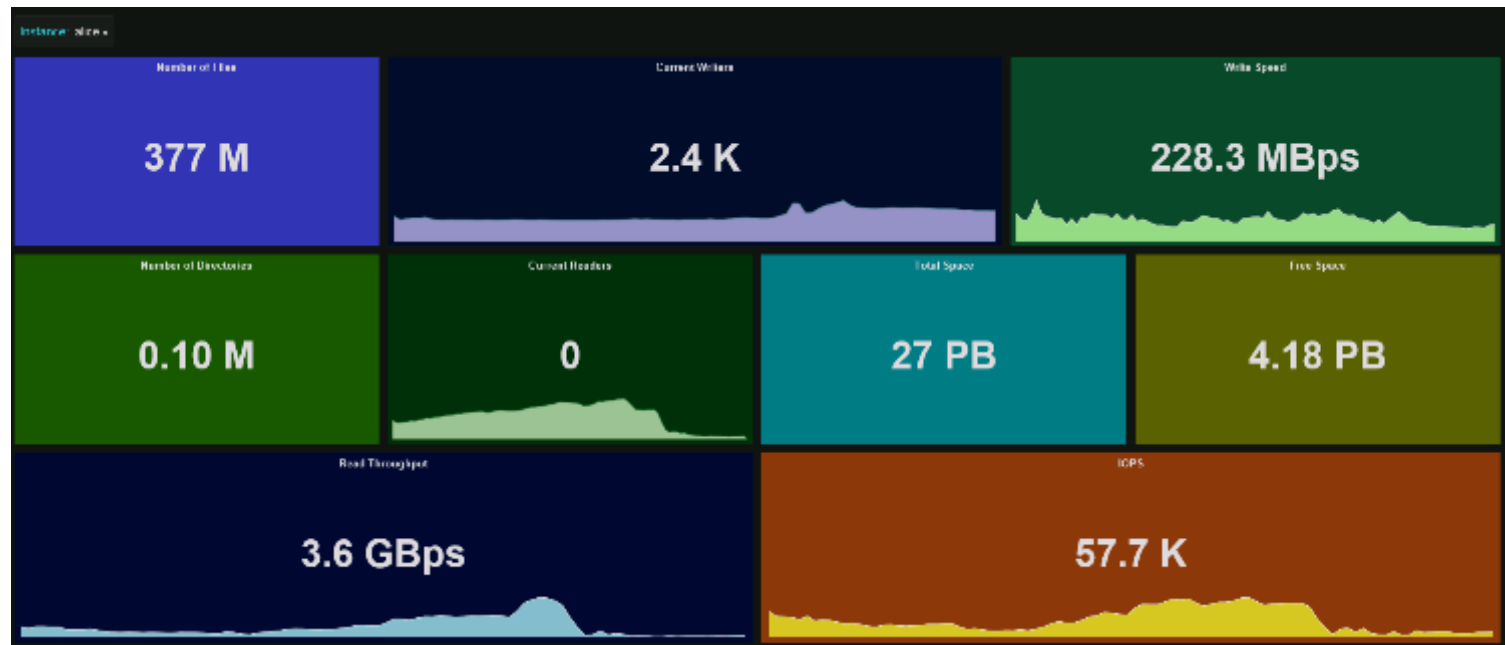 Instance: alice
Number of Files
377 M
Current Writers
2.4 K
Write Speed
228.3 MBps
Number of Directories
0.10 M
Current Readers
0
Total Space
27 PB
Free Space
4.18 PB
Read Throughput
3.6 GBps
IOPS
57.7 K